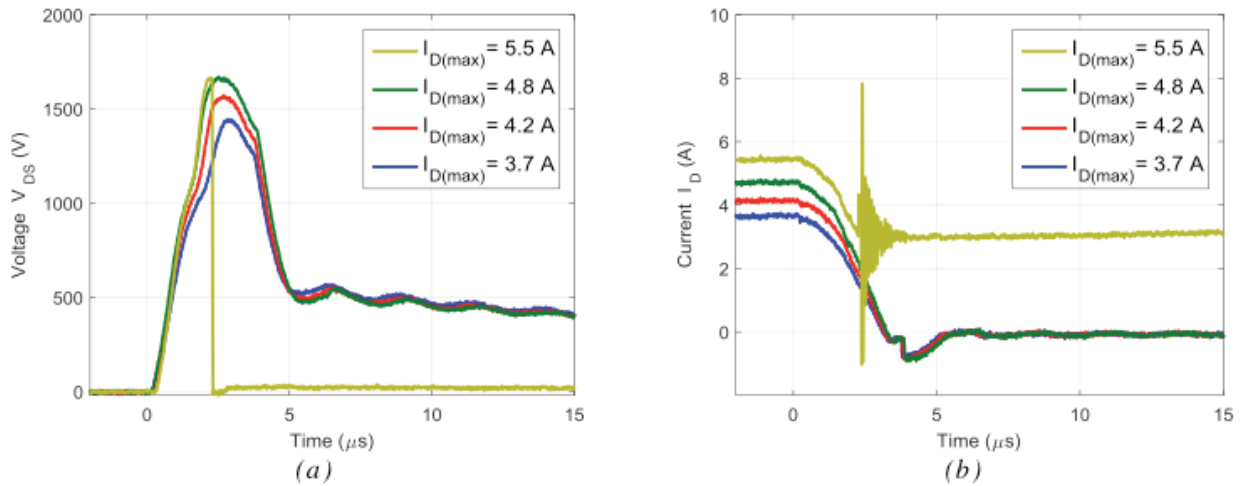 2000
1500
1000
500
0
Voltage V_DS (V)
I_D(max) = 5.5 A
I_D(max) = 4.8 A
I_D(max) = 4.2 A
I_D(max) = 3.7 A
0 5 10 15
Time (μs)
(a)
10
8
6
4
2
0
Current I_D (A)
I_D(max) = 5.5 A
I_D(max) = 4.8 A
I_D(max) = 4.2 A
I_D(max) = 3.7 A
0 5 10 15
Time (μs)
(b)